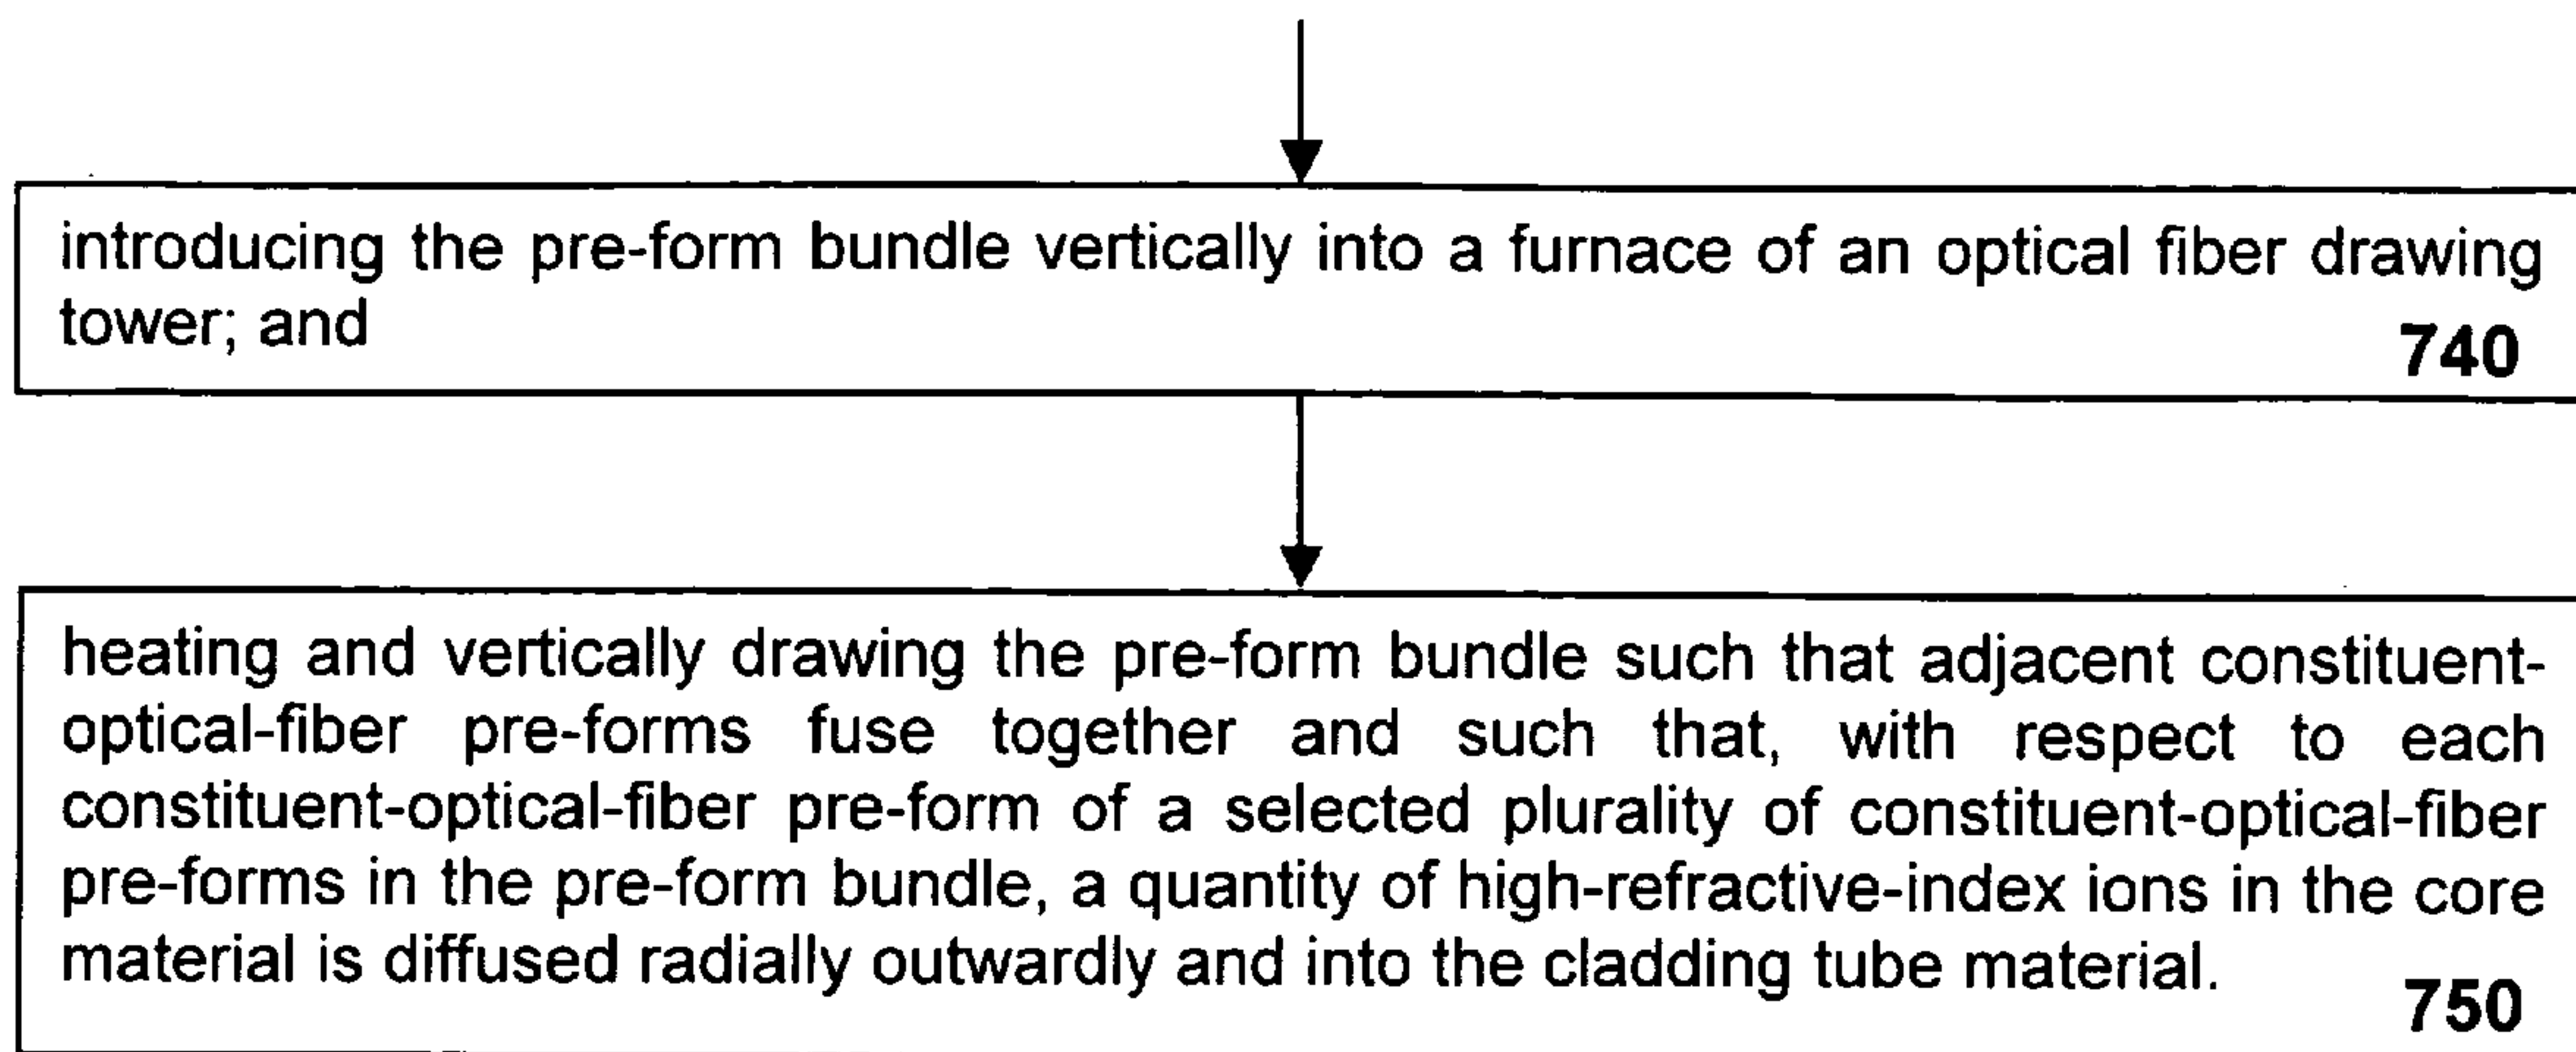 introducing the pre-form bundle vertically into a furnace of an optical fiber drawing
tower; and
740
heating and vertically drawing the pre-form bundle such that adjacent constituent-
optical-fiber pre-forms fuse together and such that, with respect to each
constituent-optical-fiber pre-form of a selected plurality of constituent-optical-fiber
pre-forms in the pre-form bundle, a quantity of high-refractive-index ions in the core
material is diffused radially outwardly and into the cladding tube material.
750